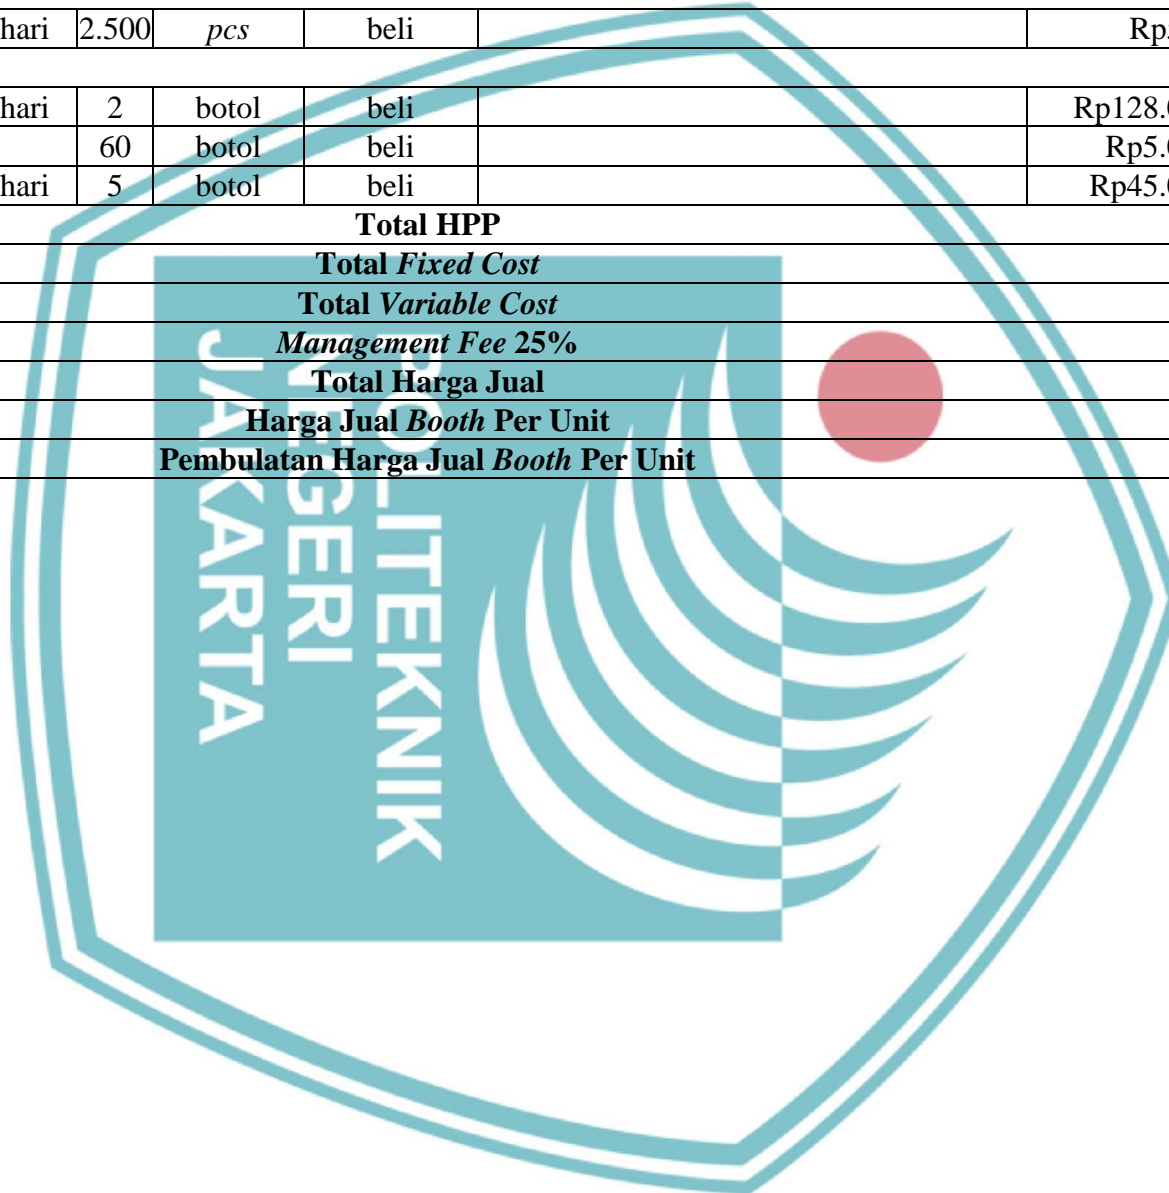 hari 2.500 pcs beli
hari 2 botol beli Rp128.
60 botol beli Rp5.
hari 5 botol beli Rp45.
Total HPP
Total Fixed Cost
Total Variable Cost
Management Fee 25%
Total Harga Jual
Harga Jual Booth Per Unit
Pembulatan Harga Jual Booth Per Unit
POLITEKNIK
NEGERI
JAKARTA